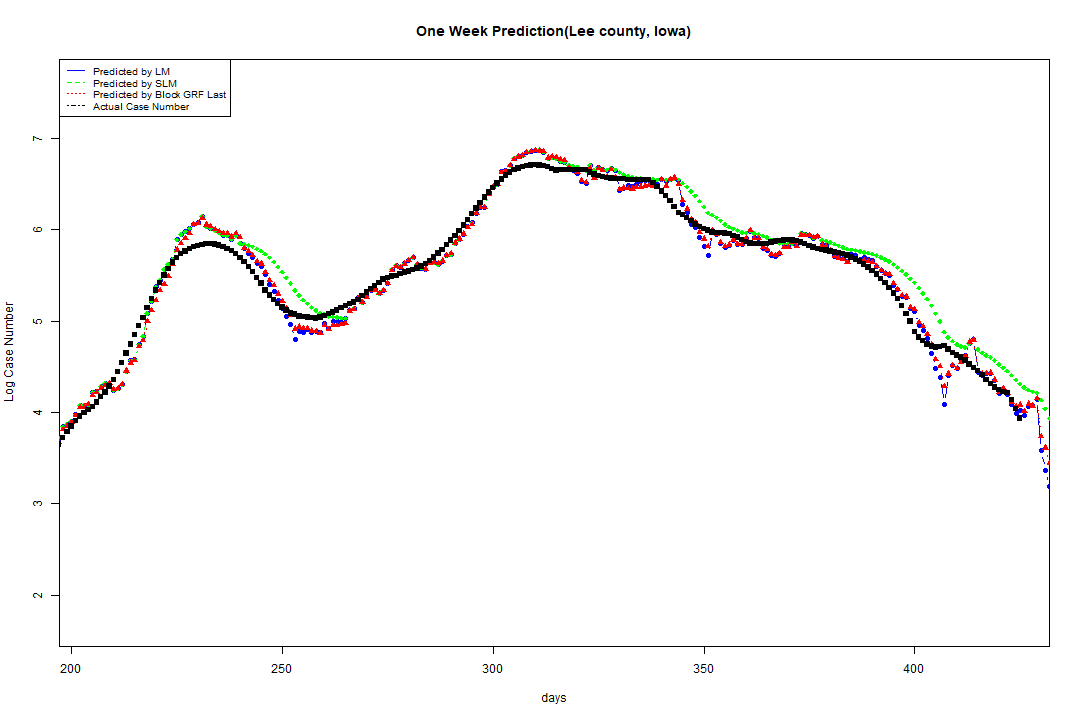 One Week Prediction(Lee county, Iowa)
Predicted by LM
Predicted by SLM
Predicted by Block GRF Last
Actual Case Number
7
6
5
4
3
2
Log Case Number
200 250 300 350 400
days